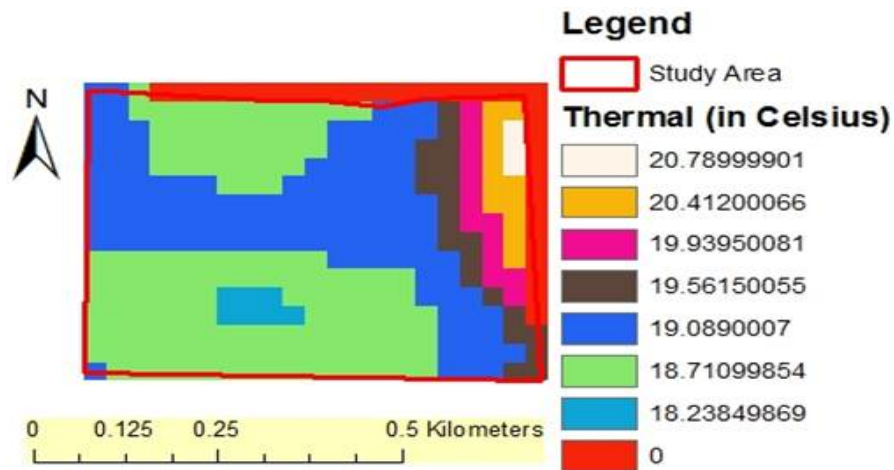 Legend
Study Area
N
Thermal (in Celsius)
20.78999901
20.41200066
19.93950081
19.56150055
19.0890007
18.71099854
18.23849869
0
0 0.125 0.25 0.5 Kilometers